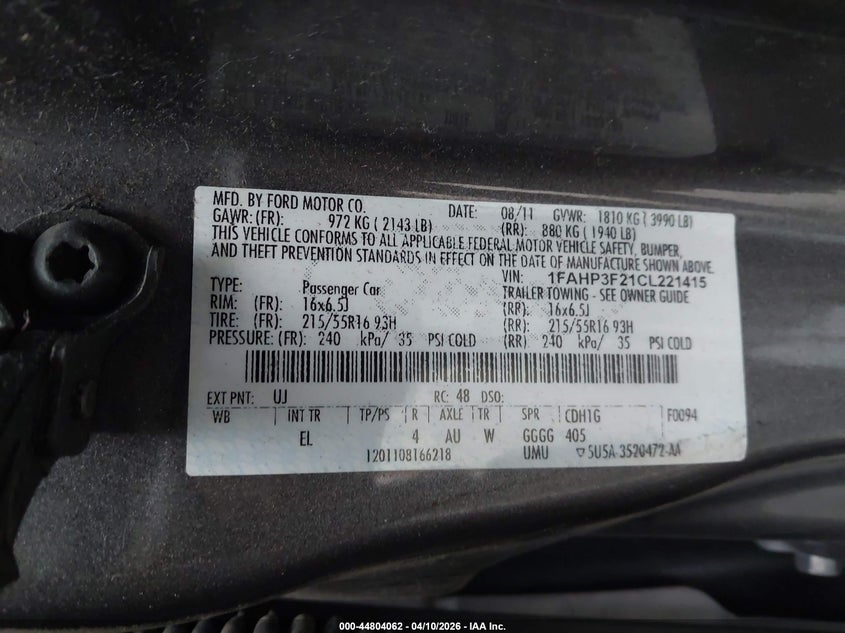 MFD. BY FORD MOTOR CO. DATE: 08/11 GVWR: 1810 KG ( 3990 LB)
GAWR: (FR): 972 KG ( 2143 LB) (RR): 880 KG ( 1940 LB)
THIS VEHICLE CONFORMS TO ALL APPLICABLE FEDERAL MOTOR VEHICLE SAFETY, BUMPER,
AND THEFT PREVENTION STANDARDS IN EFFECT ON THE DATE OF MANUFACTURE SHOWN ABOVE.
VIN: 1FAHP3F21CL221415
TYPE: Passenger Car TRAILER TOWING - SEE OWNER GUIDE
RIM: (FR): 16x6.5J (RR): 16x6.5J
TIRE: (FR): 215/55R16 93H (RR): 215/55R16 93H
PRESSURE: (FR): 240 kPa/ 35 PSI COLD (RR): 240 kPa/ 35 PSI COLD
EXT PNT: UJ RC: 48 DSO:
WB INT TR TP/PS R AXLE TR SPR CDH1G F0094
EL 4 AU W GGGG 405
1201108166218 UMU ▽5U5A-3520472-AA
000-44804062 - 04/10/2026 - IAA Inc.